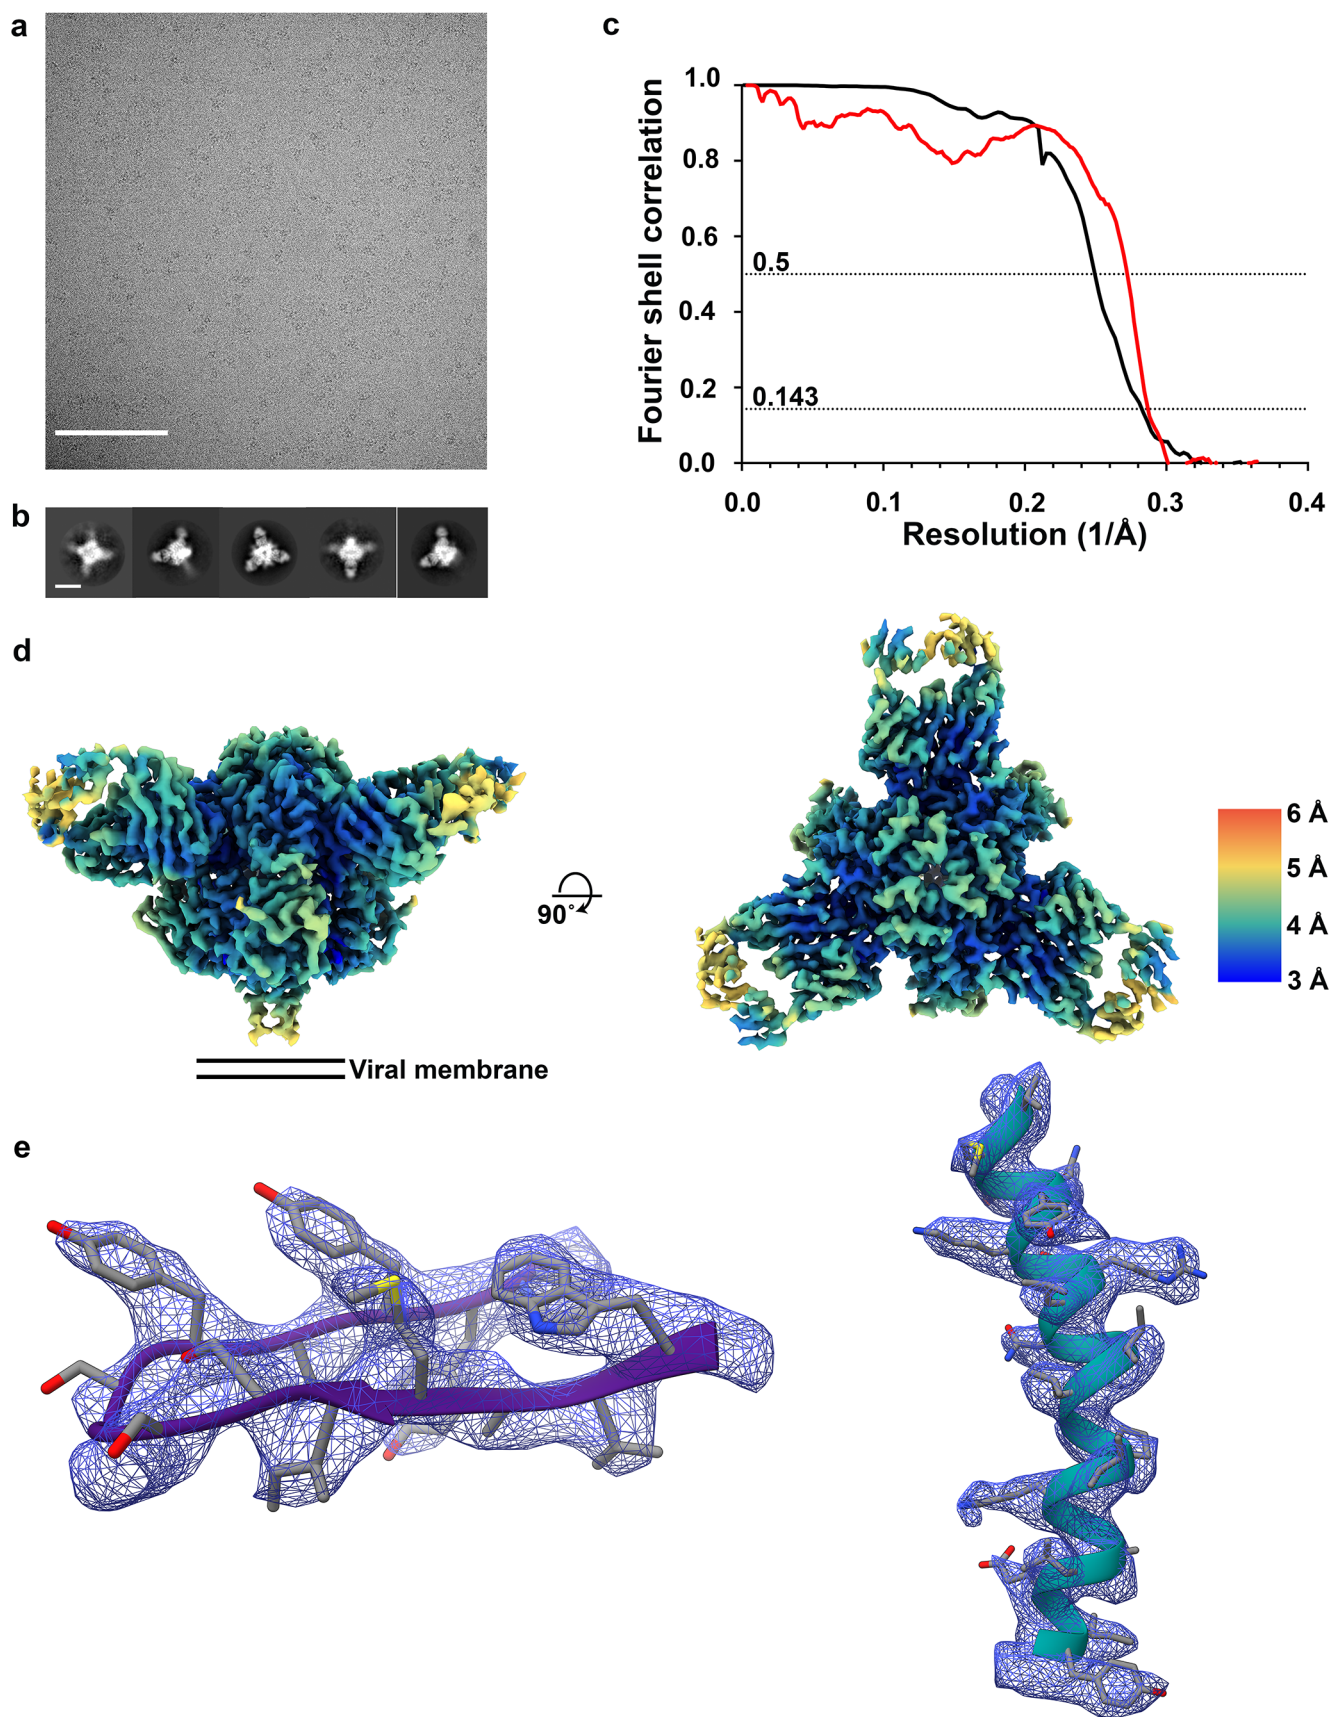 a
c
1.0
0.8
0.6
0.4
0.2
0.0
Fourier shell correlation
0.5
0.143
0.0
0.1
0.2
0.3
0.4
Resolution (1/Å)
b
d
90°
6 Å
5 Å
4 Å
3 Å
Viral membrane
e